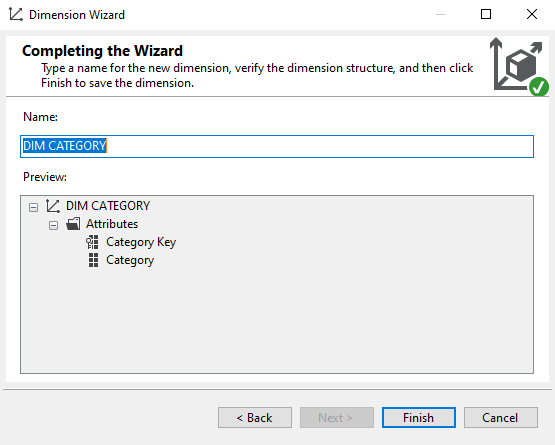 Dimension Wizard
Completing the Wizard
Type a name for the new dimension, verify the dimension structure, and then click
Finish to save the dimension.
Name:
DIM CATEGORY
Preview:
DIM CATEGORY
Attributes
Category Key
Category
< Back Next > Finish Cancel